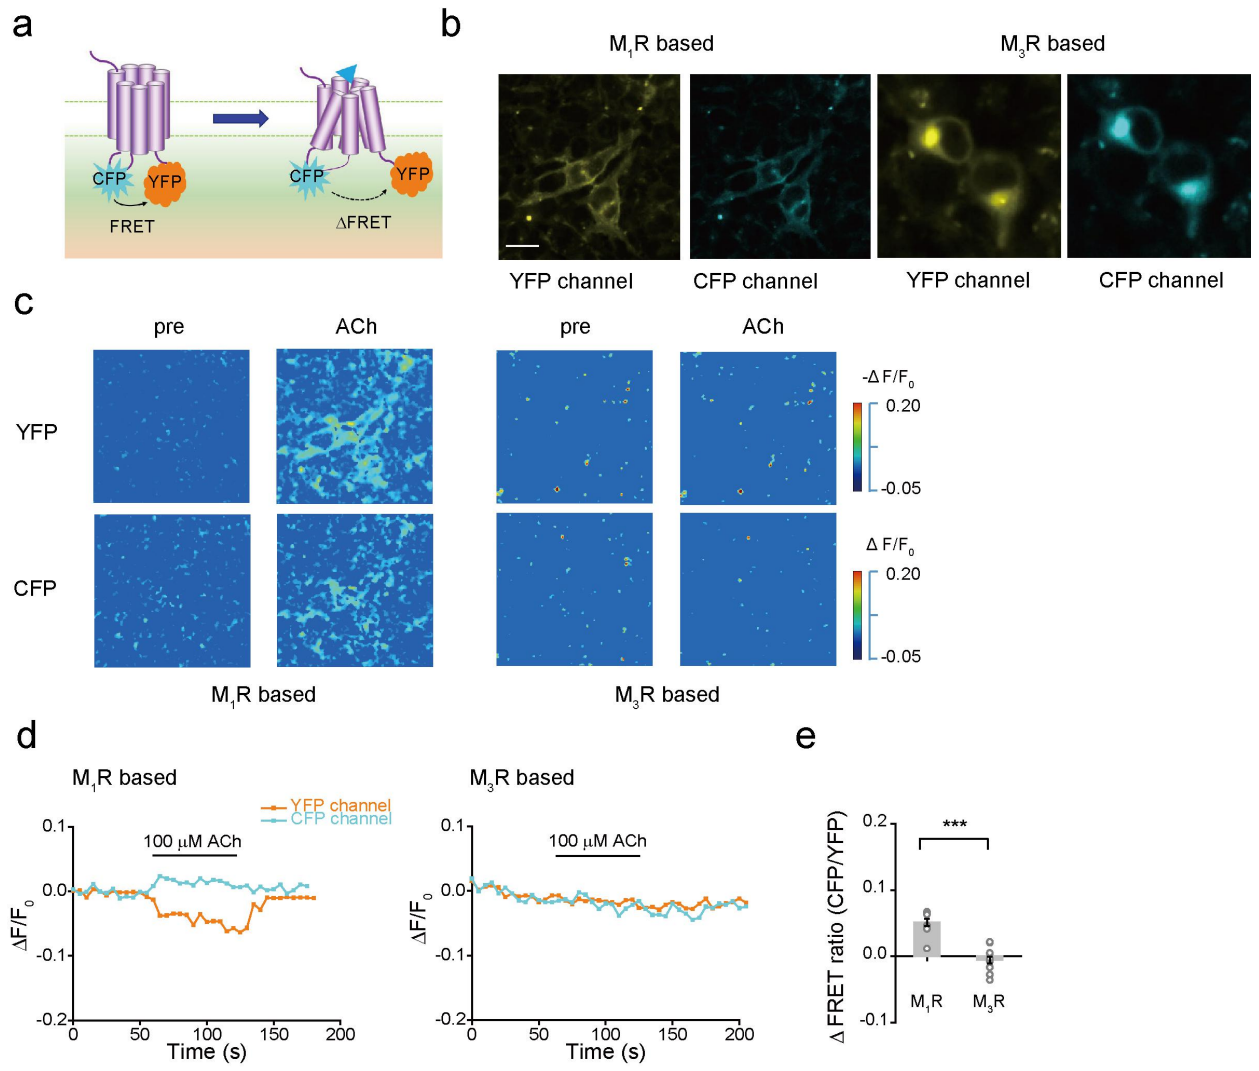 a
CFP
YFP
FRET
CFP
YFP
ΔFRET
b
M₁R based
M₃R based
YFP channel
CFP channel
YFP channel
CFP channel
c
pre
ACh
pre
ACh
YFP
CFP
-Δ F/F₀
0.20
-0.05
Δ F/F₀
0.20
-0.05
M₁R based
M₃R based
d
M₁R based
YFP channel
CFP channel
100 μM ACh
ΔF/F₀
0.1
0.0
-0.1
-0.2
0
50
100
150
200
Time (s)
M₃R based
100 μM ACh
ΔF/F₀
0.1
0.0
-0.1
-0.2
0
50
100
150
200
Time (s)
e
Δ FRET ratio (CFP/YFP)
0.2
0.1
0.0
-0.1
***
M₁R
M₃R